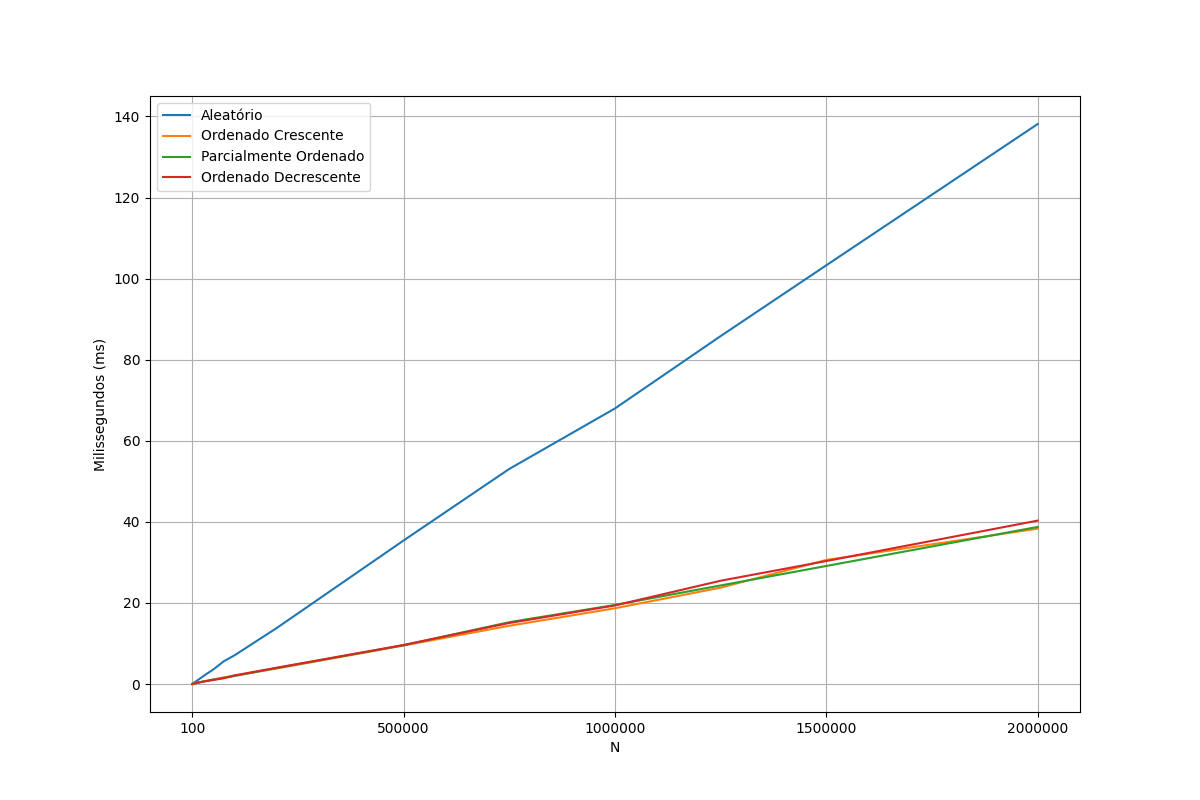 Aleatório
Ordenado Crescente
Parcialmente Ordenado
Ordenado Decrescente
140
120
100
80
60
40
20
0
Milissegundos (ms)
100 500000 1000000 1500000 2000000
N